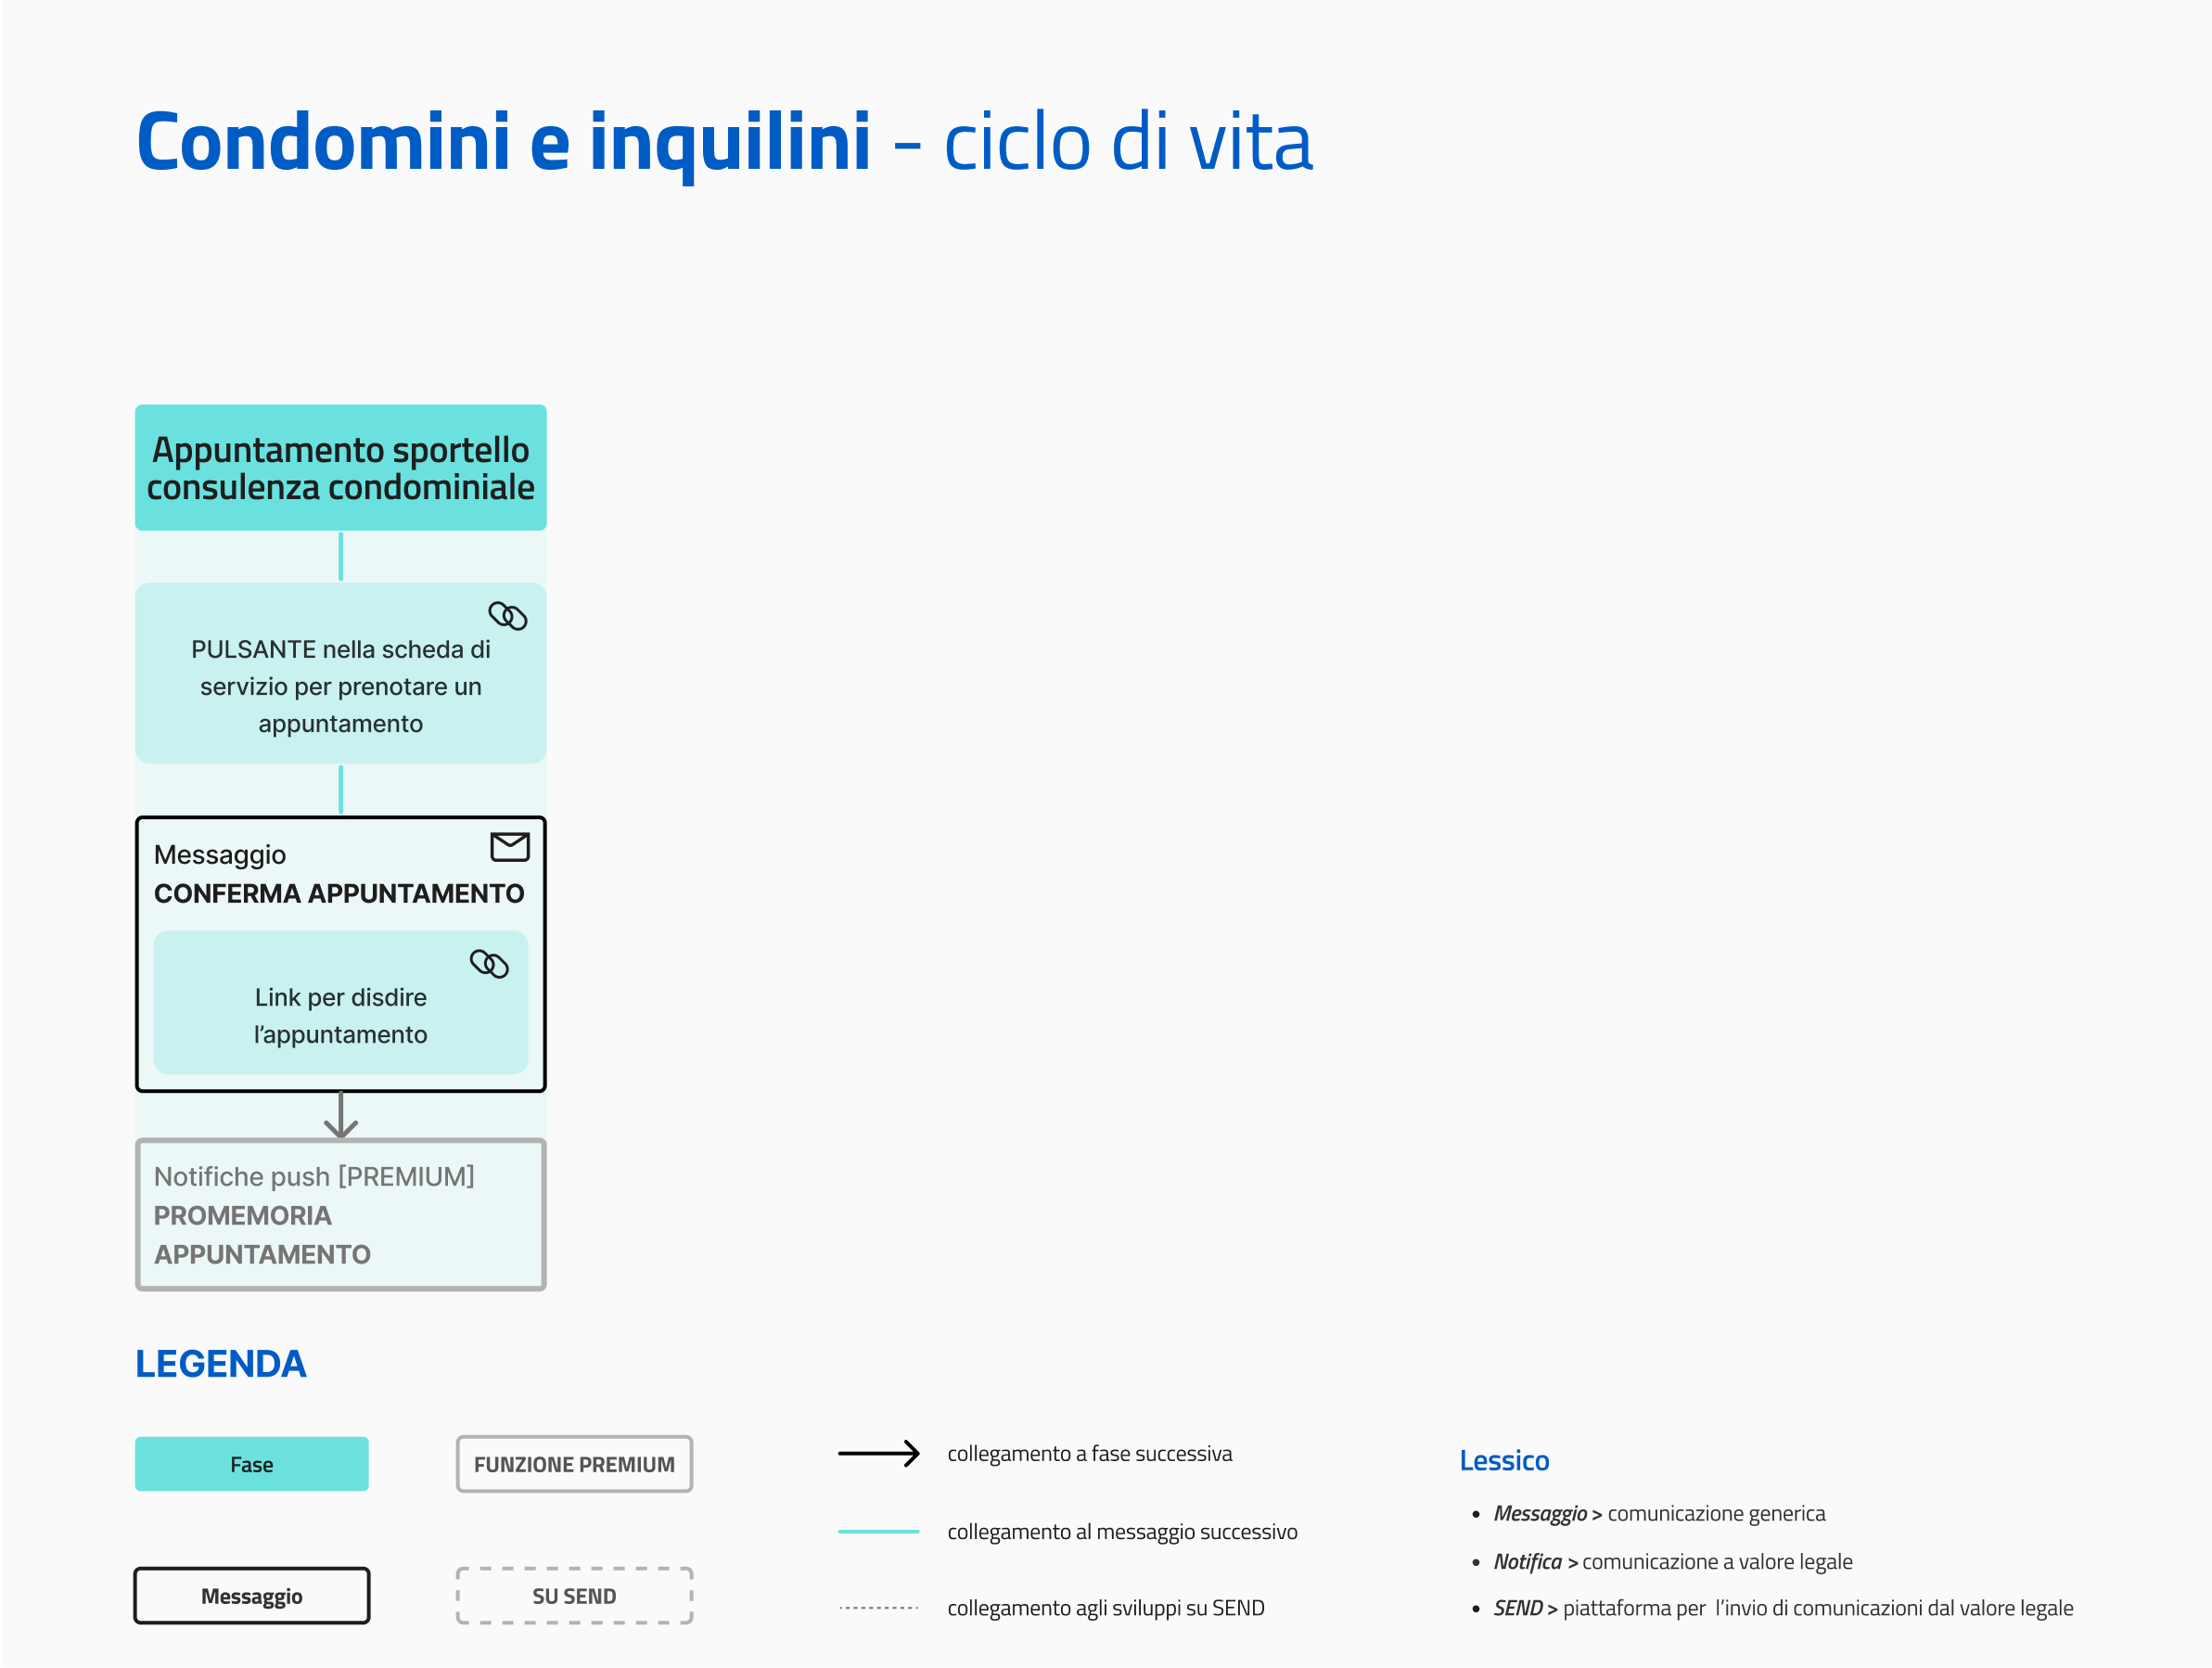 Condomini e inquilini - ciclo di vita
Appuntamento sportello
consulenza condominiale
PULSANTE nella scheda di
servizio per prenotare un
appuntamento
Messaggio
CONFERMA APPUNTAMENTO
Link per disdire
l’appuntamento
Notifiche push [PREMIUM]
PROMEMORIA
APPUNTAMENTO
LEGENDA
Fase
FUNZIONE PREMIUM
Messaggio
SU SEND
collegamento a fase successiva
collegamento al messaggio successivo
collegamento agli sviluppi su SEND
Lessico
• Messaggio > comunicazione generica
• Notifica > comunicazione a valore legale
• SEND > piattaforma per l’invio di comunicazioni dal valore legale